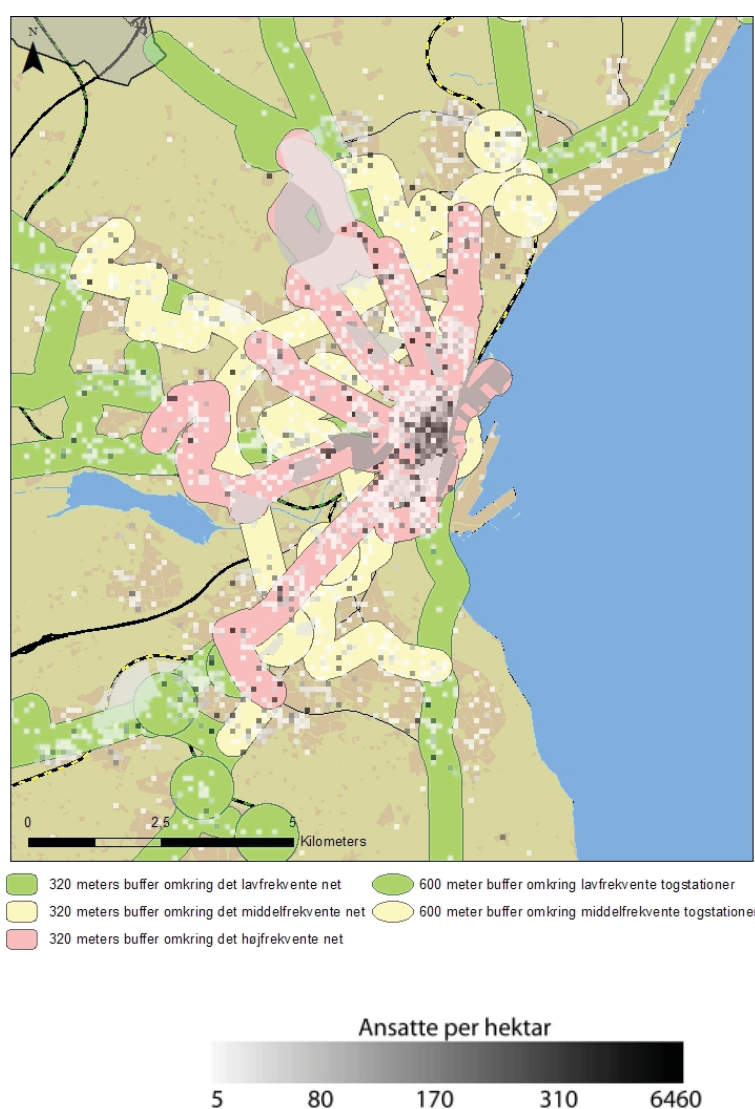 N
0 2,5 5
Kilometers
320 meters buffer omkring det lavfrekvente net
600 meter buffer omkring lavfrekvente togstationer
320 meters buffer omkring det middelfrekvente net
600 meter buffer omkring middelfrekvente togstatione
320 meters buffer omkring det højfrekvente net
Ansatte per hektar
5 80 170 310 6460